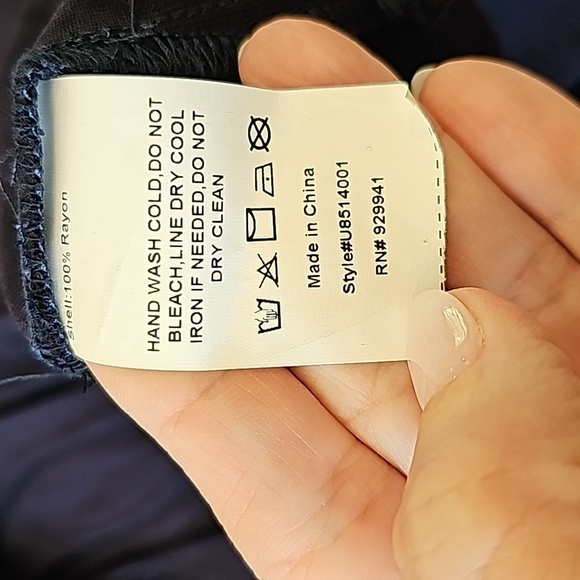 Shell:100% Rayon
HAND WASH COLD,DO NOT
BLEACH,LINE DRY COOL
IRON IF NEEDED,DO NOT
DRY CLEAN
Made in China
Style#U8514001
RN# 929941